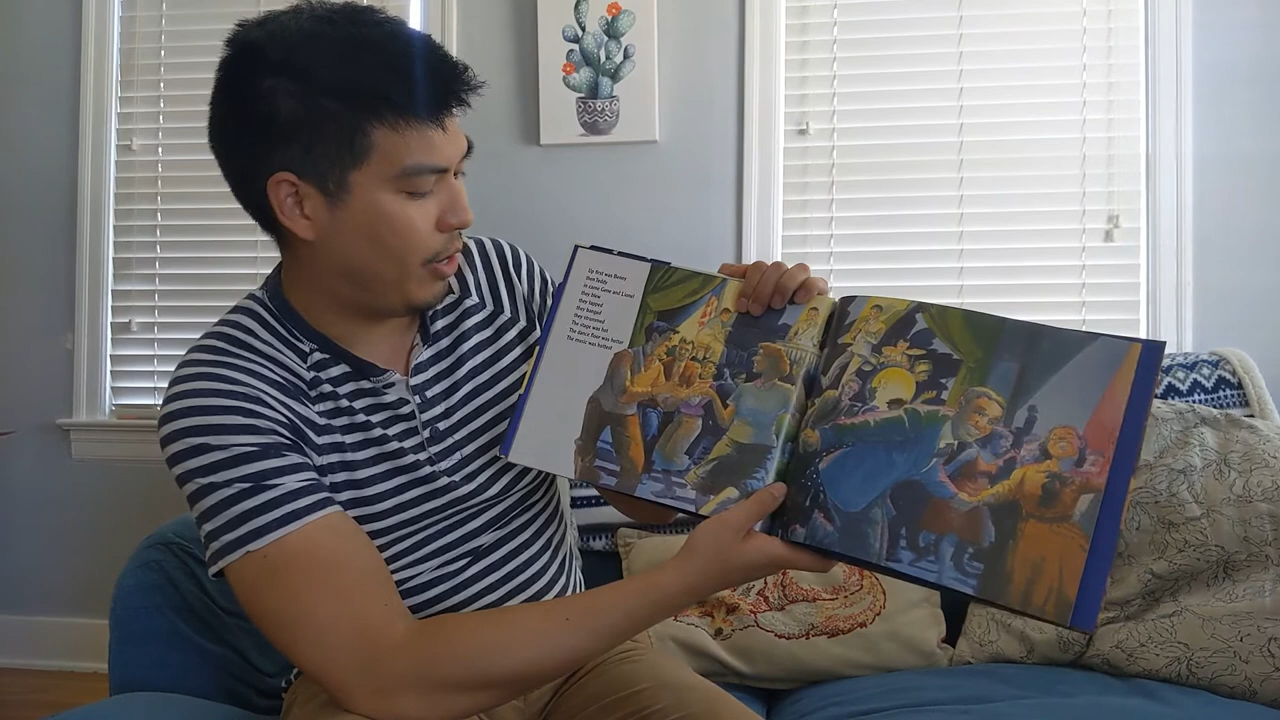 Up first was Benny
then Teddy
in came Gene and Lionel
they blew
they tapped
they banged
they strummed
The stage was hot
The dance floor was hotter
The music was hottest